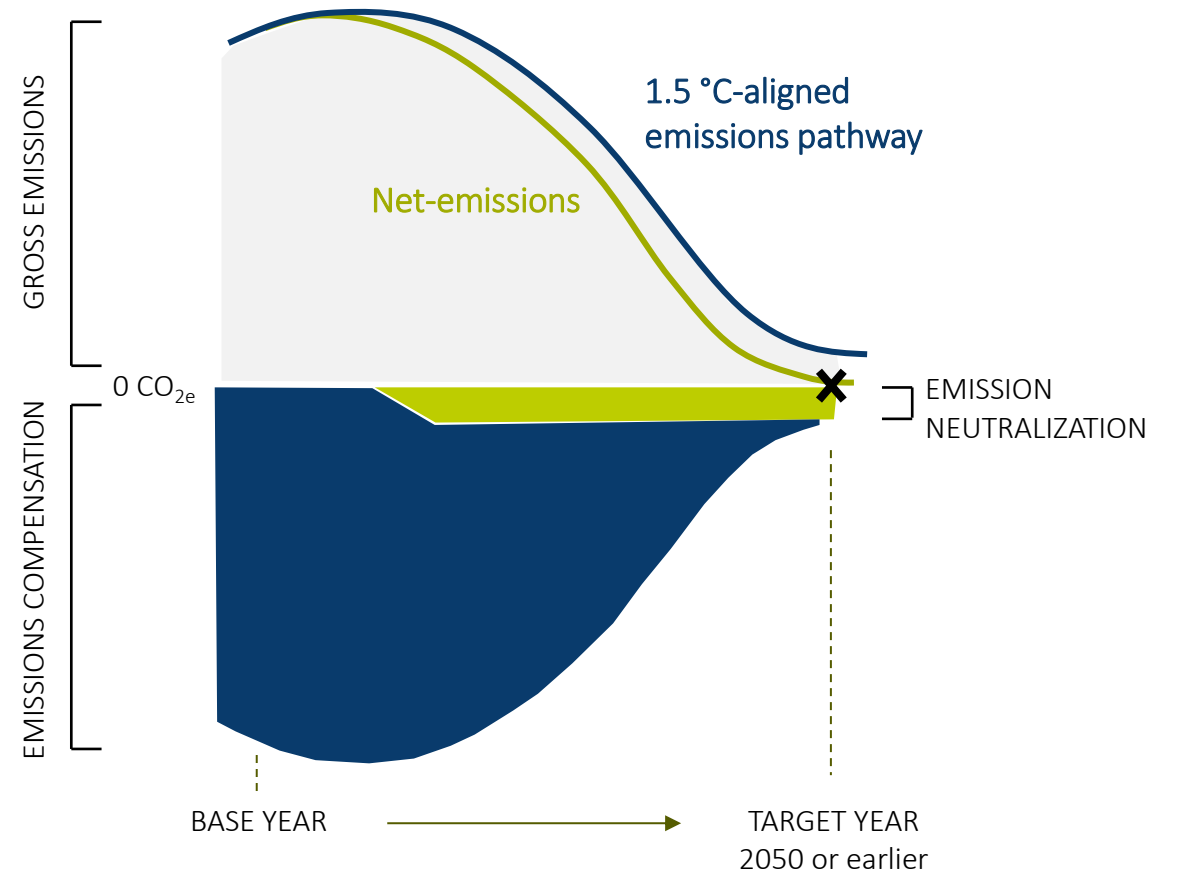 GROSS EMISSIONS
1.5 °C-aligned
emissions pathway
Net-emissions
0 CO2e
EMISSION
NEUTRALIZATION
EMISSIONS COMPENSATION
BASE YEAR
TARGET YEAR
2050 or earlier